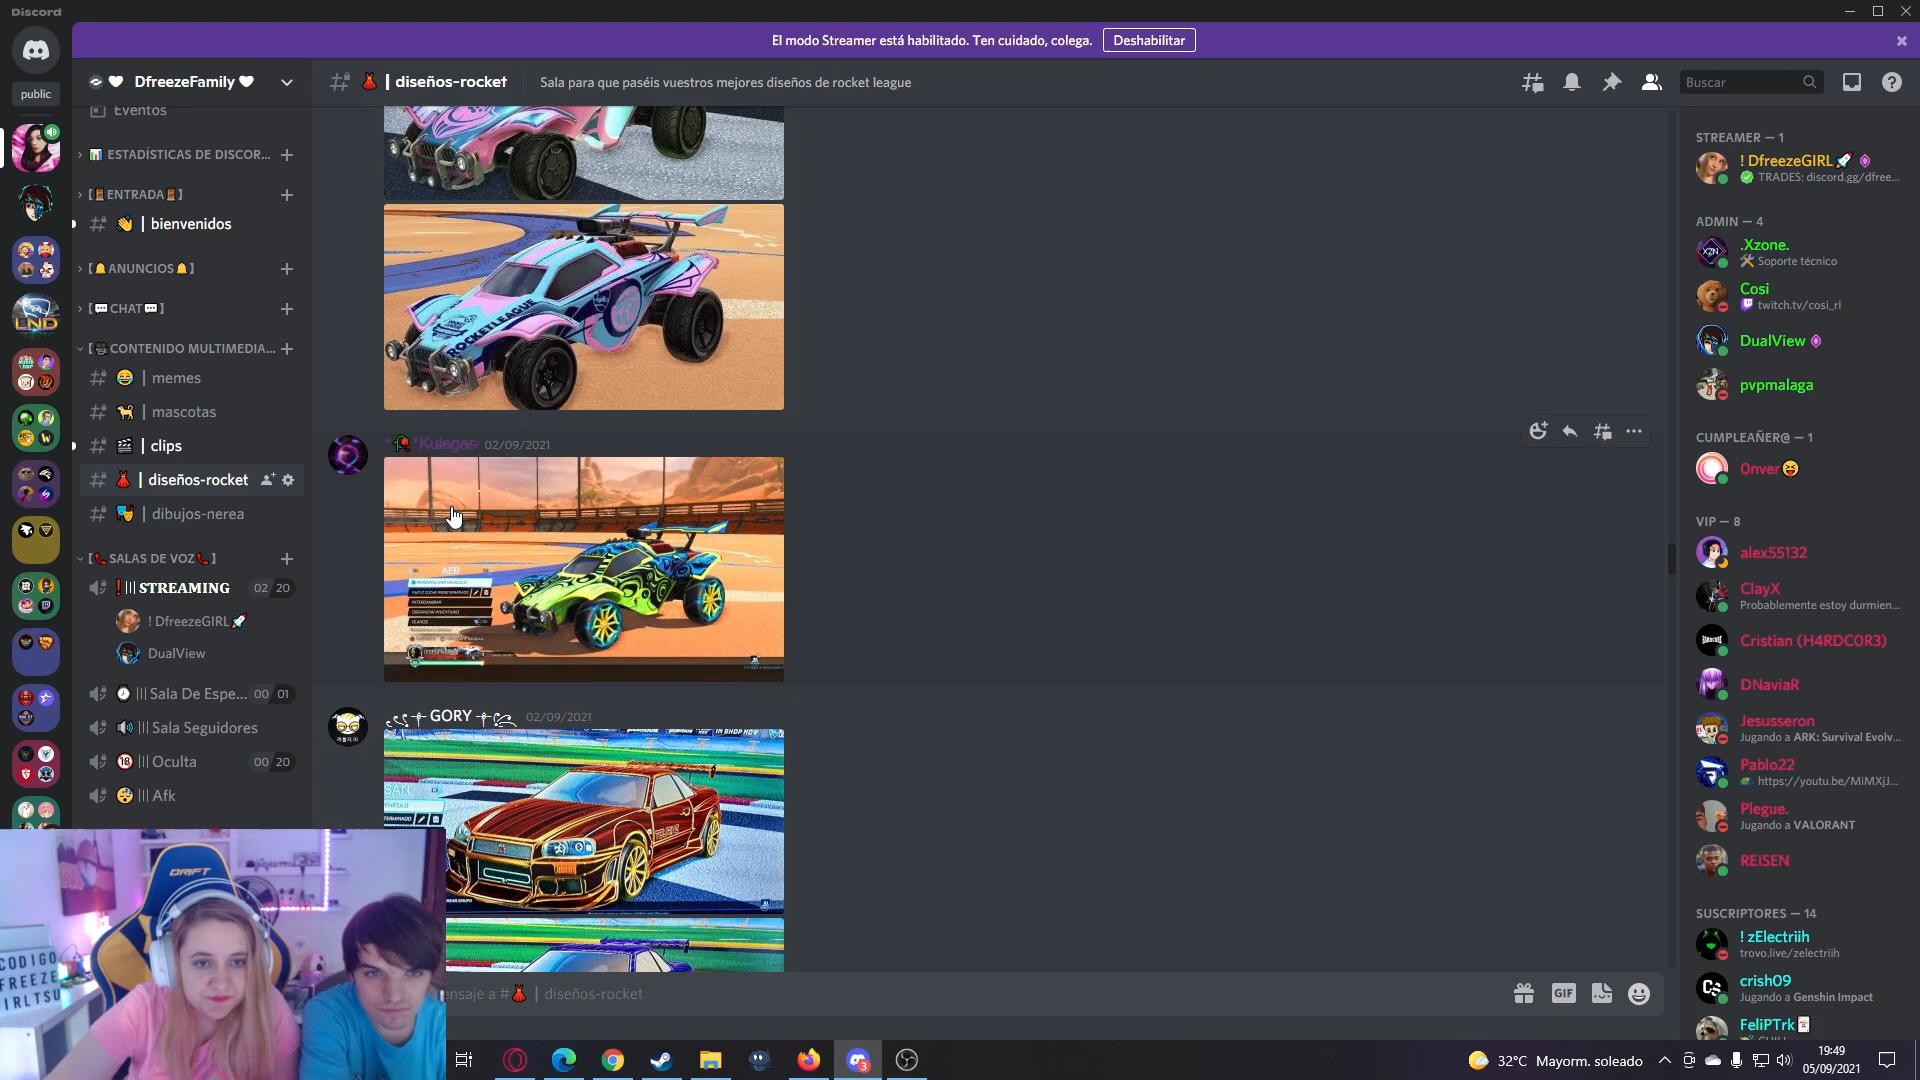 Discord
El modo Streamer está habilitado. Ten cuidado, colega. Deshabilitar
public
DfreezeFamily
Eventos
ESTADÍSTICAS DE DISCOR...
[ENTRADA]
| bienvenidos
[ANUNCIOS]
[CHAT]
[CONTENIDO MULTIMEDIA...
| memes
| mascotas
| clips
| diseños-rocket
| dibujos-nerea
[SALAS DE VOZ]
STREAMING 02 20
! DfreezeGIRL
DualView
Sala De Espe... 00 01
Sala Seguidores
Oculta 00 20
Afk
| diseños-rocket
Sala para que paséis vuestros mejores diseños de rocket league
Buscar
ROCKET LEAGUE
*Kulegas 02/09/2021
AER
GORY 02/09/2021
IN SHOP NOW
ensaje a # | diseños-rocket
GIF
STREAMER — 1
! DfreezeGIRL
TRADES: discord.gg/dfree...
ADMIN — 4
.Xzone.
Soporte técnico
Cosi
twitch.tv/cosi_rl
DualView
pvpmalaga
CUMPLEAÑER@ — 1
Onver
VIP — 8
alex55132
ClayX
Probablemente estoy durmien...
Cristian (H4RDC0R3)
DNaviaR
Jesusseron
Jugando a ARK: Survival Evolv...
Pablo22
https://youtu.be/MiMXjJ...
Plegue.
Jugando a VALORANT
REISEN
SUSCRIPTORES — 14
! zElectriih
trovo.live/zelectriih
crish09
Jugando a Genshin Impact
FeliPTrk
DRIFT
CODIGO
FREEZE
IRLTSU
3
32°C Mayorm. soleado
19:49
05/09/2021